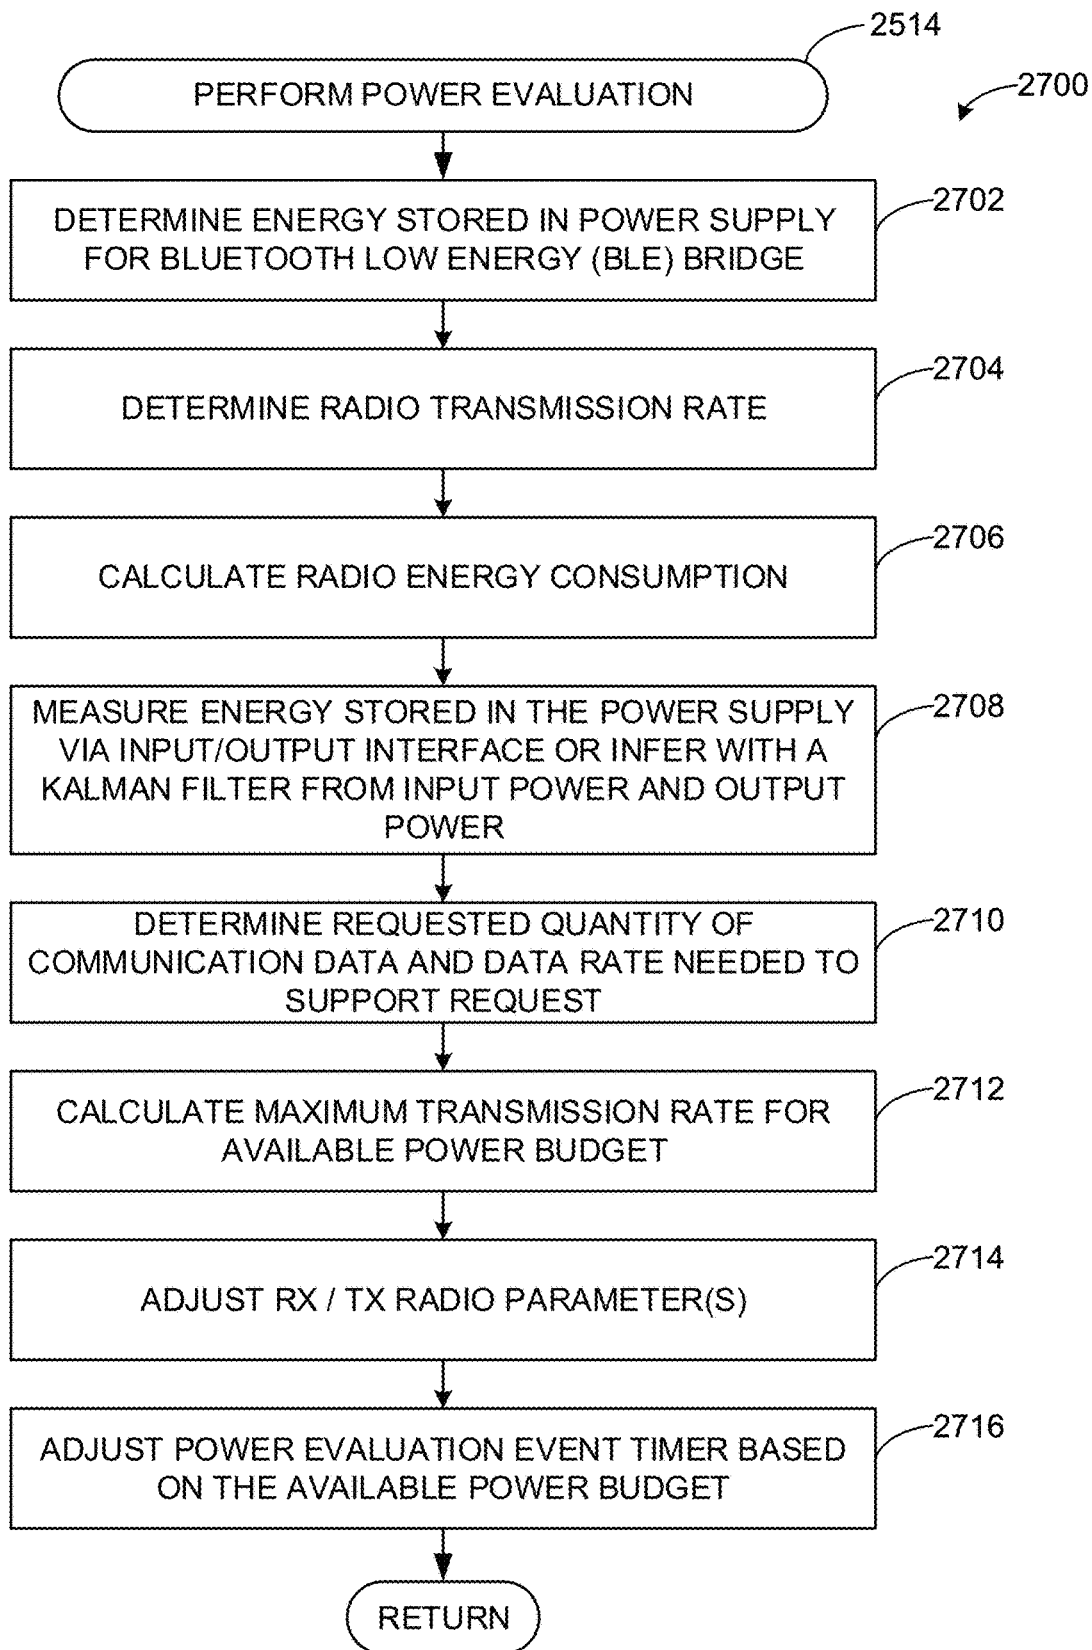 2514
PERFORM POWER EVALUATION
2700
2702
DETERMINE ENERGY STORED IN POWER SUPPLY
FOR BLUETOOTH LOW ENERGY (BLE) BRIDGE
2704
DETERMINE RADIO TRANSMISSION RATE
2706
CALCULATE RADIO ENERGY CONSUMPTION
2708
MEASURE ENERGY STORED IN THE POWER SUPPLY
VIA INPUT/OUTPUT INTERFACE OR INFER WITH A
KALMAN FILTER FROM INPUT POWER AND OUTPUT
POWER
2710
DETERMINE REQUESTED QUANTITY OF
COMMUNICATION DATA AND DATA RATE NEEDED TO
SUPPORT REQUEST
2712
CALCULATE MAXIMUM TRANSMISSION RATE FOR
AVAILABLE POWER BUDGET
2714
ADJUST RX / TX RADIO PARAMETER(S)
2716
ADJUST POWER EVALUATION EVENT TIMER BASED
ON THE AVAILABLE POWER BUDGET
RETURN